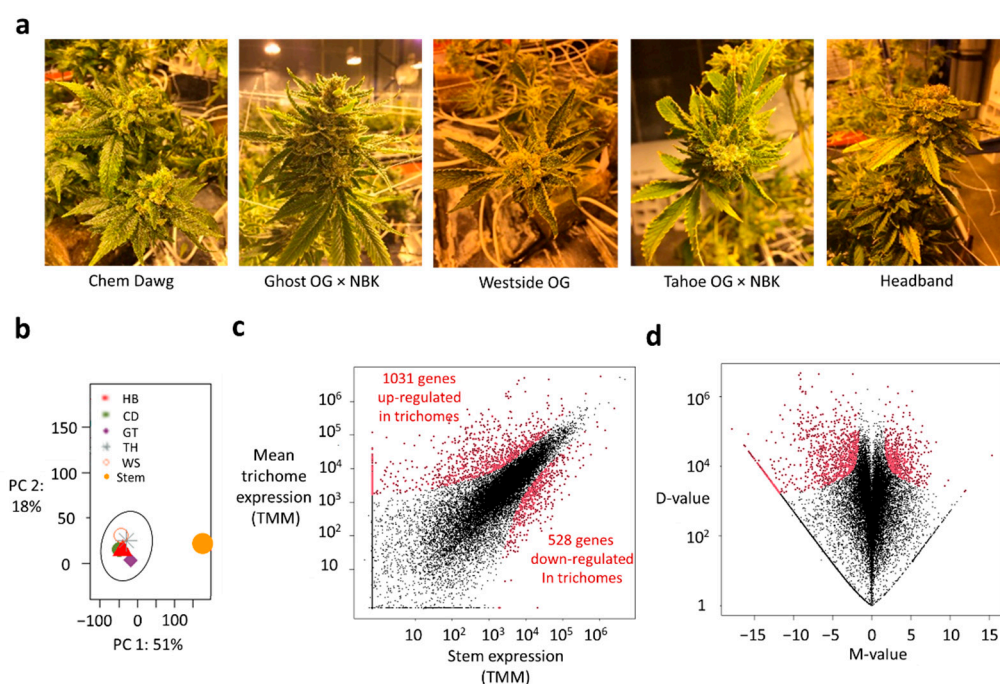 a
Chem Dawg
Ghost OG × NBK
Westside OG
Tahoe OG × NBK
Headband
b
HB
CD
GT
TH
WS
Stem
150
100
50
0
PC 2:
18%
−100
0
100
PC 1: 51%
c
1031 genes
up-regulated
in trichomes
528 genes
down-regulated
In trichomes
Mean
trichome
expression
(TMM)
10⁶
10⁵
10⁴
10³
10²
10
10 10² 10³ 10⁴ 10⁵ 10⁶
Stem expression
(TMM)
d
10⁶
10⁴
D-value
10²
1
−15 −10 −5 0 5 10 15
M-value